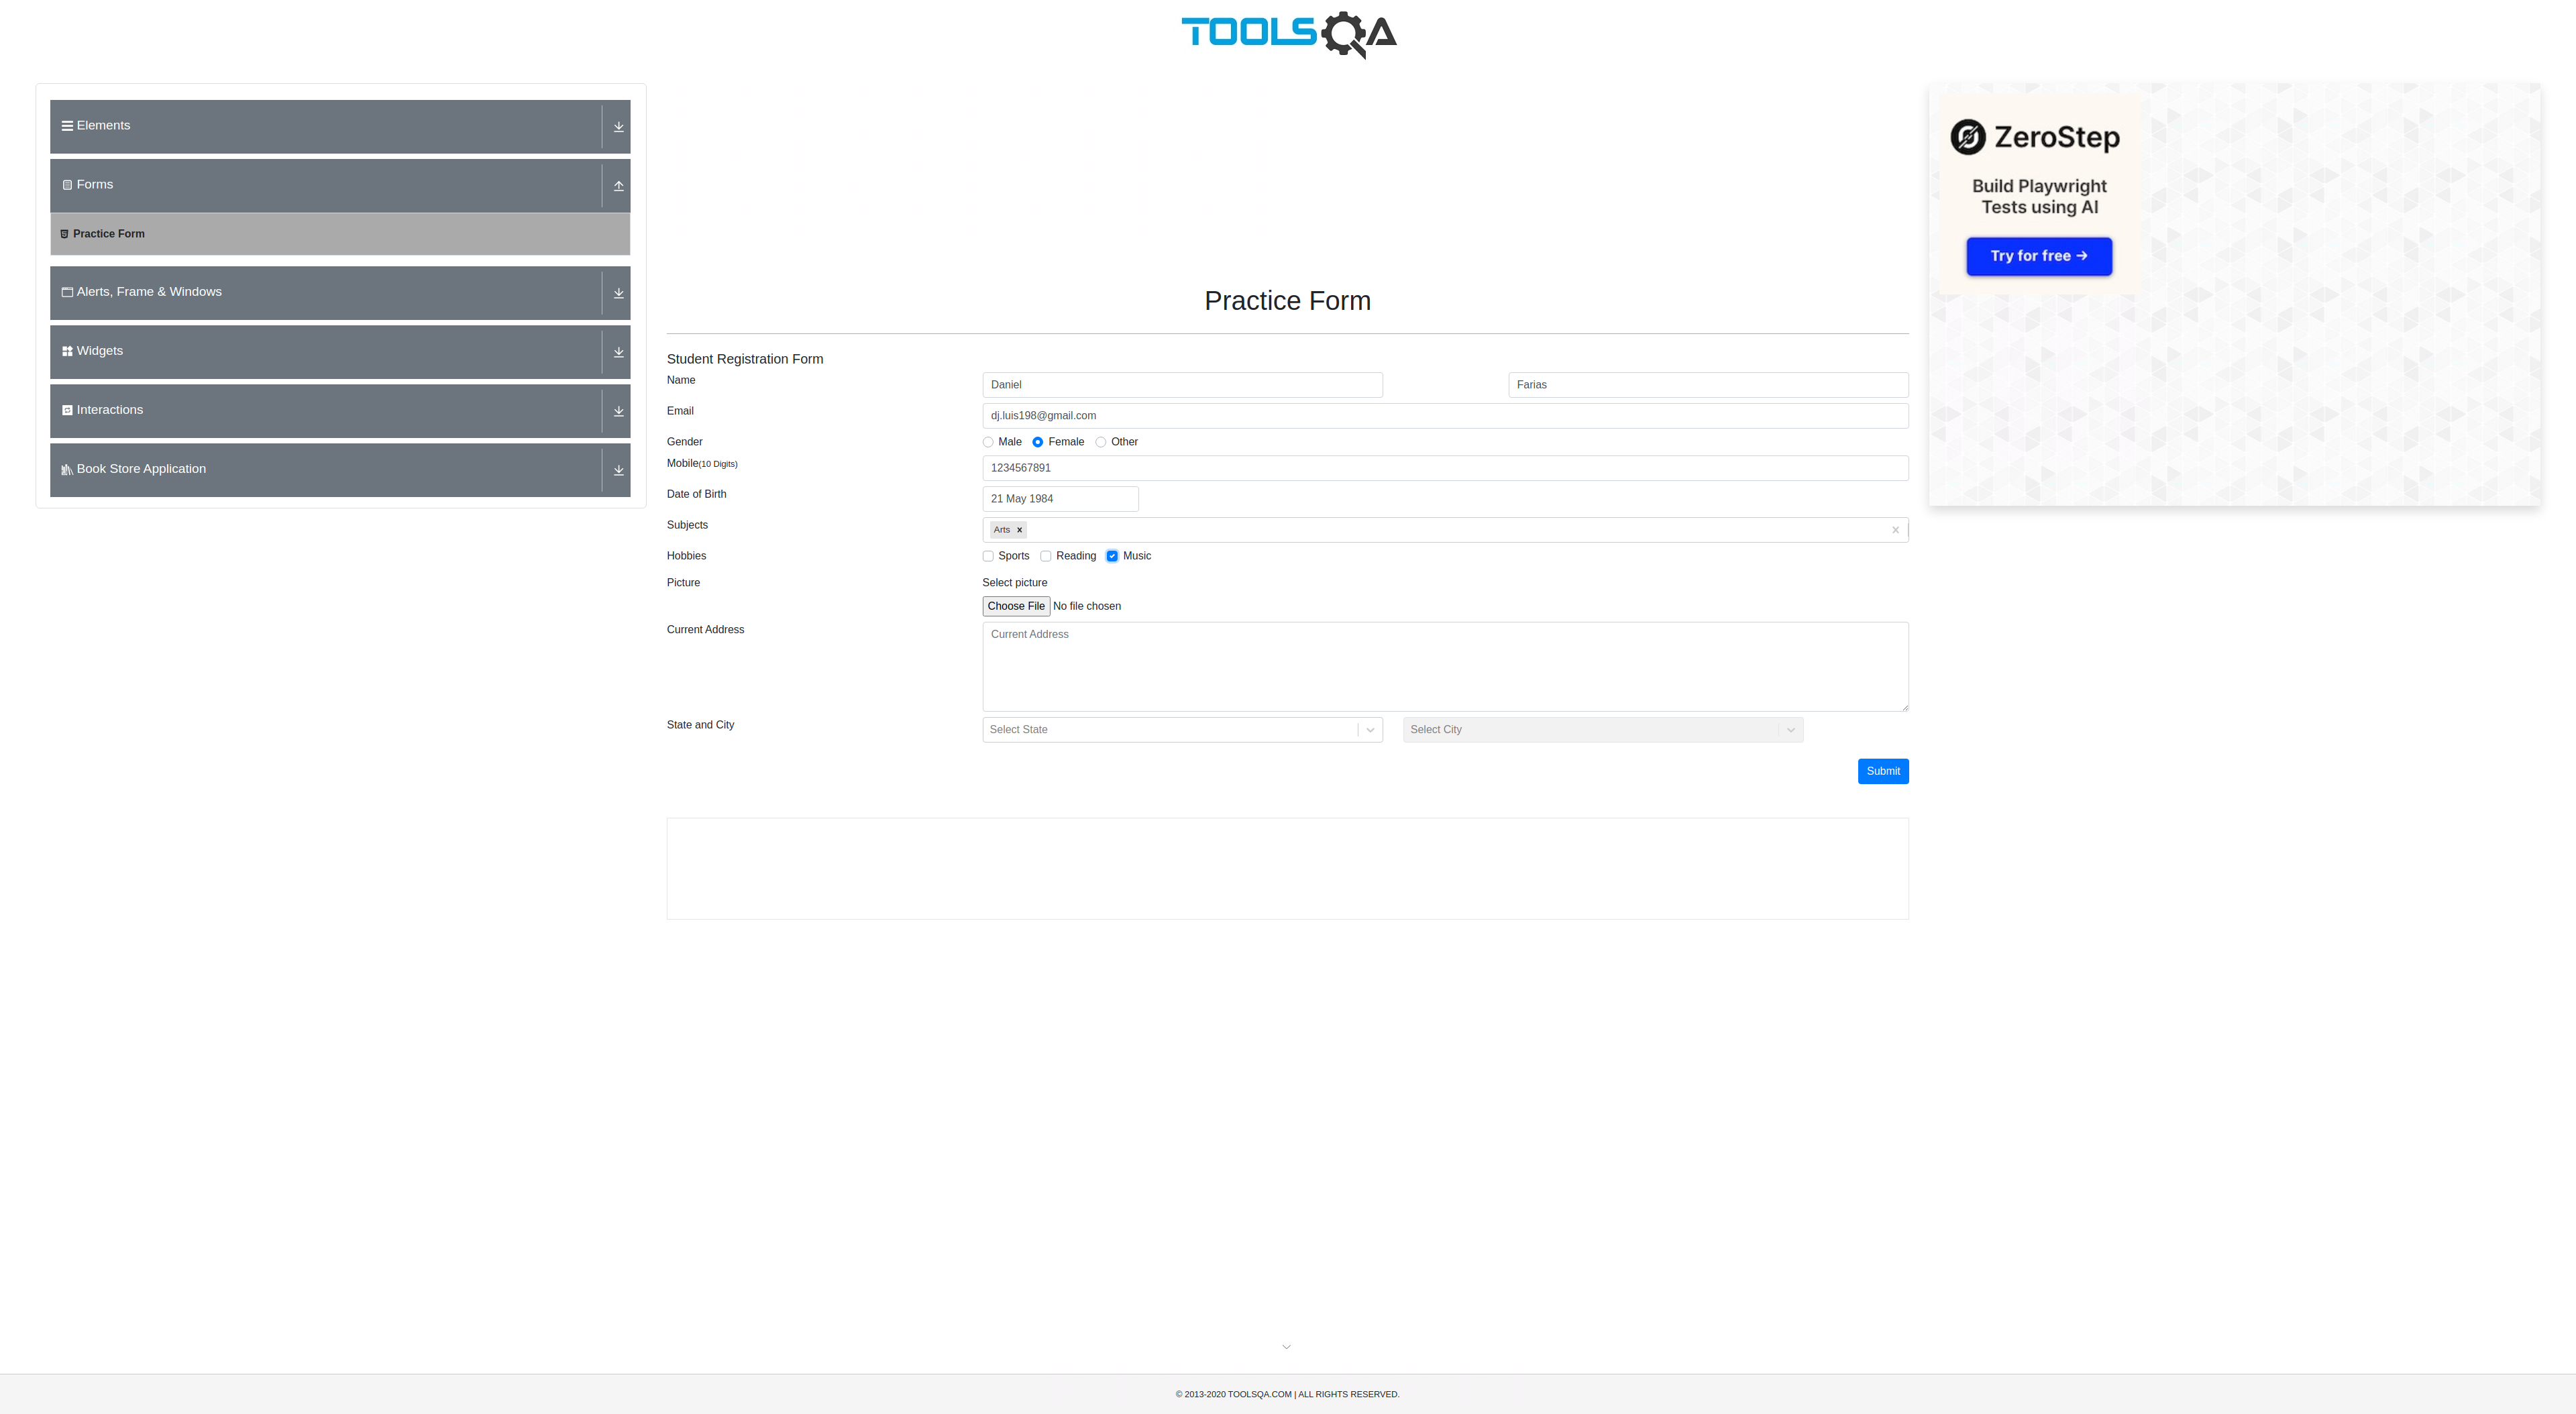 TOOLSQA
Elements
Forms
Practice Form
Alerts, Frame & Windows
Widgets
Interactions
Book Store Application
Practice Form
Student Registration Form
Name Daniel Farias
Email dj.luis198@gmail.com
Gender Male Female Other
Mobile(10 Digits) 1234567891
Date of Birth 21 May 1984
Subjects Arts
Hobbies Sports Reading Music
Picture Select picture
Choose File No file chosen
Current Address Current Address
State and City Select State Select City
Submit
ZeroStep
Build Playwright
Tests using AI
Try for free →
© 2013-2020 TOOLSQA.COM | ALL RIGHTS RESERVED.